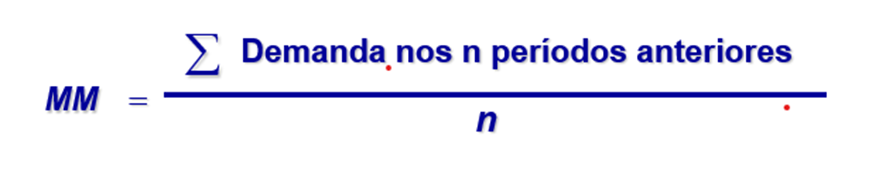 ∑ Demanda nos n períodos anteriores
MM =
n